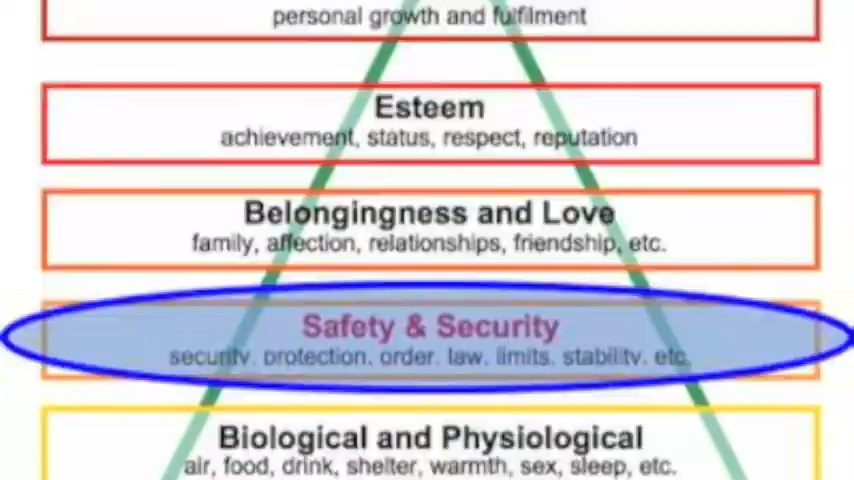 personal growth and fulfilment
Esteem
achievement, status, respect, reputation
Belongingness and Love
family, affection, relationships, friendship, etc.
Safety & Security
security, protection, order, law, limits, stability, etc.
Biological and Physiological
air, food, drink, shelter, warmth, sex, sleep, etc.